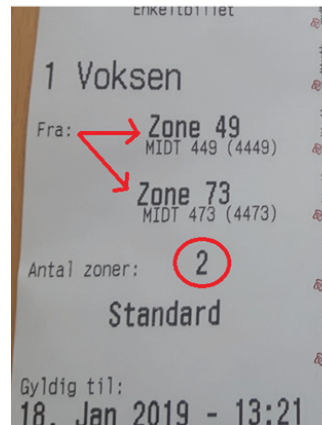 Enkeltbillet
1 Voksen
Fra: Zone 49
MIDT 449 (4449)
Zone 73
MIDT 473 (4473)
Antal zoner: 2
Standard
Gyldig til:
18. Jan 2019 - 13:21